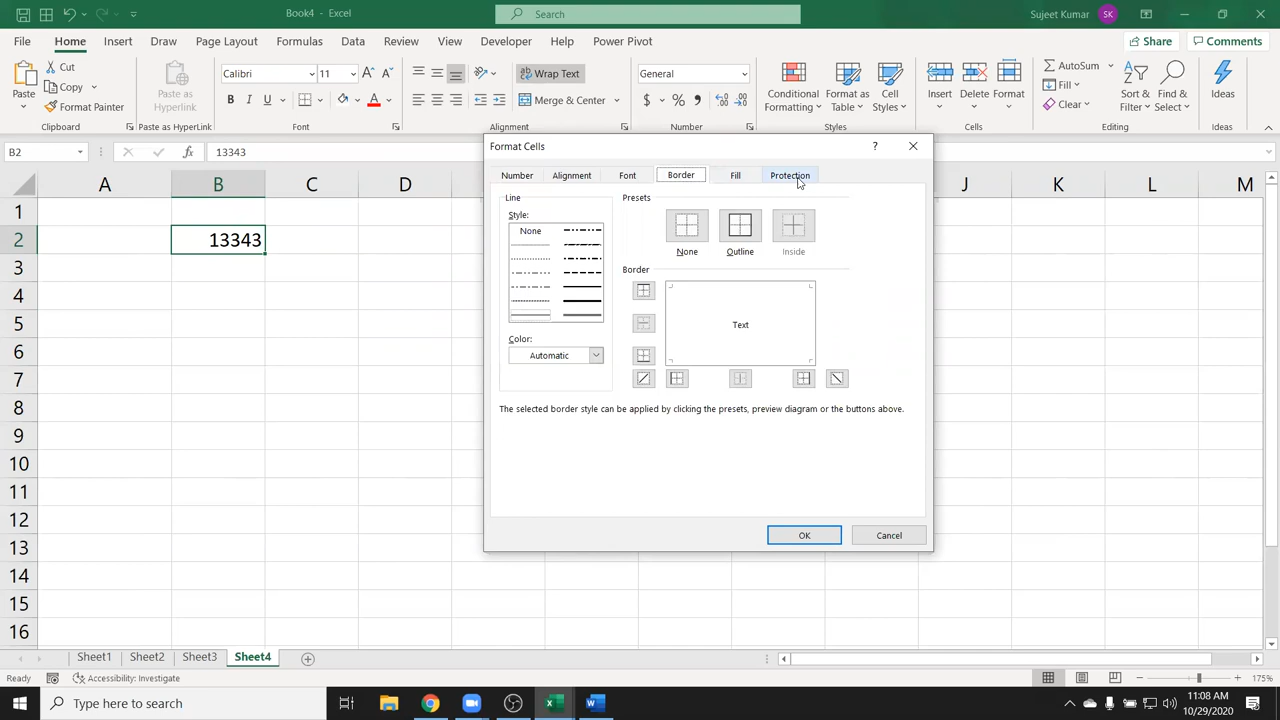 Book4 - Excel
Search
Sujeet Kumar
SK
File Home Insert Draw Page Layout Formulas Data Review View Developer Help Power Pivot
Share
Comments
Paste
Cut
Copy
Format Painter
Clipboard
Paste as Hyperlink
Paste as HyperLink
Calibri 11
B I U
Font
ab Wrap Text
Merge & Center
Alignment
General
$ % ,
Number
Conditional Formatting
Format as Table
Cell Styles
Styles
Insert Delete Format
Cells
AutoSum
Fill
Clear
Sort & Filter
Find & Select
Editing
Ideas
Ideas
B2
fx
13343
A B C D J K L M
1
2 13343
3
4
5
6
7
8
9
10
11
12
13
14
15
16
Format Cells
?
Number Alignment Font Border Fill Protection
Line
Style:
None
Color:
Automatic
Presets
None Outline Inside
Border
Text
The selected border style can be applied by clicking the presets, preview diagram or the buttons above.
OK Cancel
Sheet1 Sheet2 Sheet3 Sheet4
Ready
Accessibility: Investigate
175%
Type here to search
11:08 AM
10/29/2020